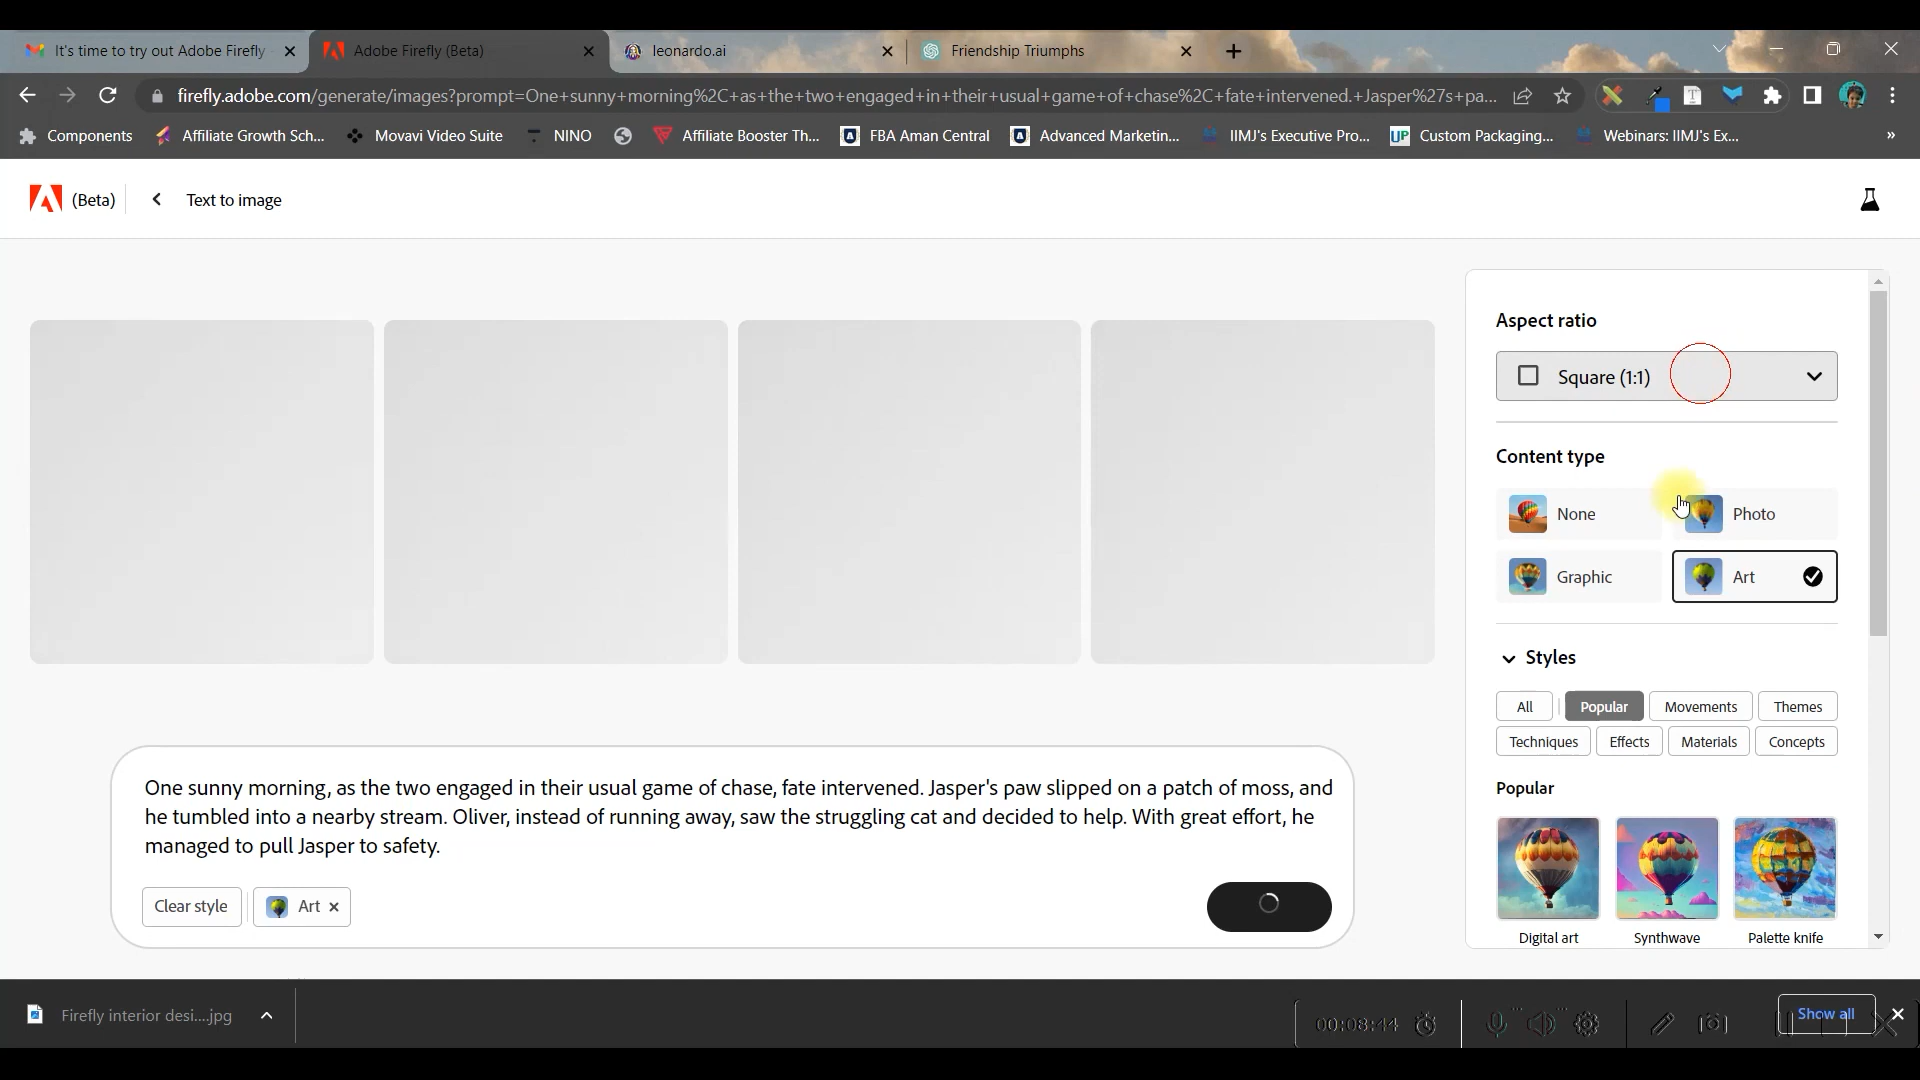 It's time to try out Adobe Firefly
Adobe Firefly (Beta)
leonardo.ai
Friendship Triumphs
firefly.adobe.com/generate/images?prompt=One+sunny+morning%2C+as+the+two+engaged+in+their+usual+game+of+chase%2C+fate+intervened.+Jasper%27s+pa...
Components
Affiliate Growth Sch...
Movavi Video Suite
NINO
Affiliate Booster Th...
FBA Aman Central
Advanced Marketin...
IIMJ's Executive Pro...
UP Custom Packaging...
Webinars: IIMJ's Ex...
»
(Beta)
Text to image
Aspect ratio
Square (1:1)
Content type
None
Photo
Graphic
Art
Styles
All
Popular
Movements
Themes
Techniques
Effects
Materials
Concepts
Popular
Digital art
Synthwave
Palette knife
One sunny morning, as the two engaged in their usual game of chase, fate intervened. Jasper's paw slipped on a patch of moss, and
he tumbled into a nearby stream. Oliver, instead of running away, saw the struggling cat and decided to help. With great effort, he
managed to pull Jasper to safety.
Clear style
Art
Firefly interior desi....jpg
00:08:44
Show all